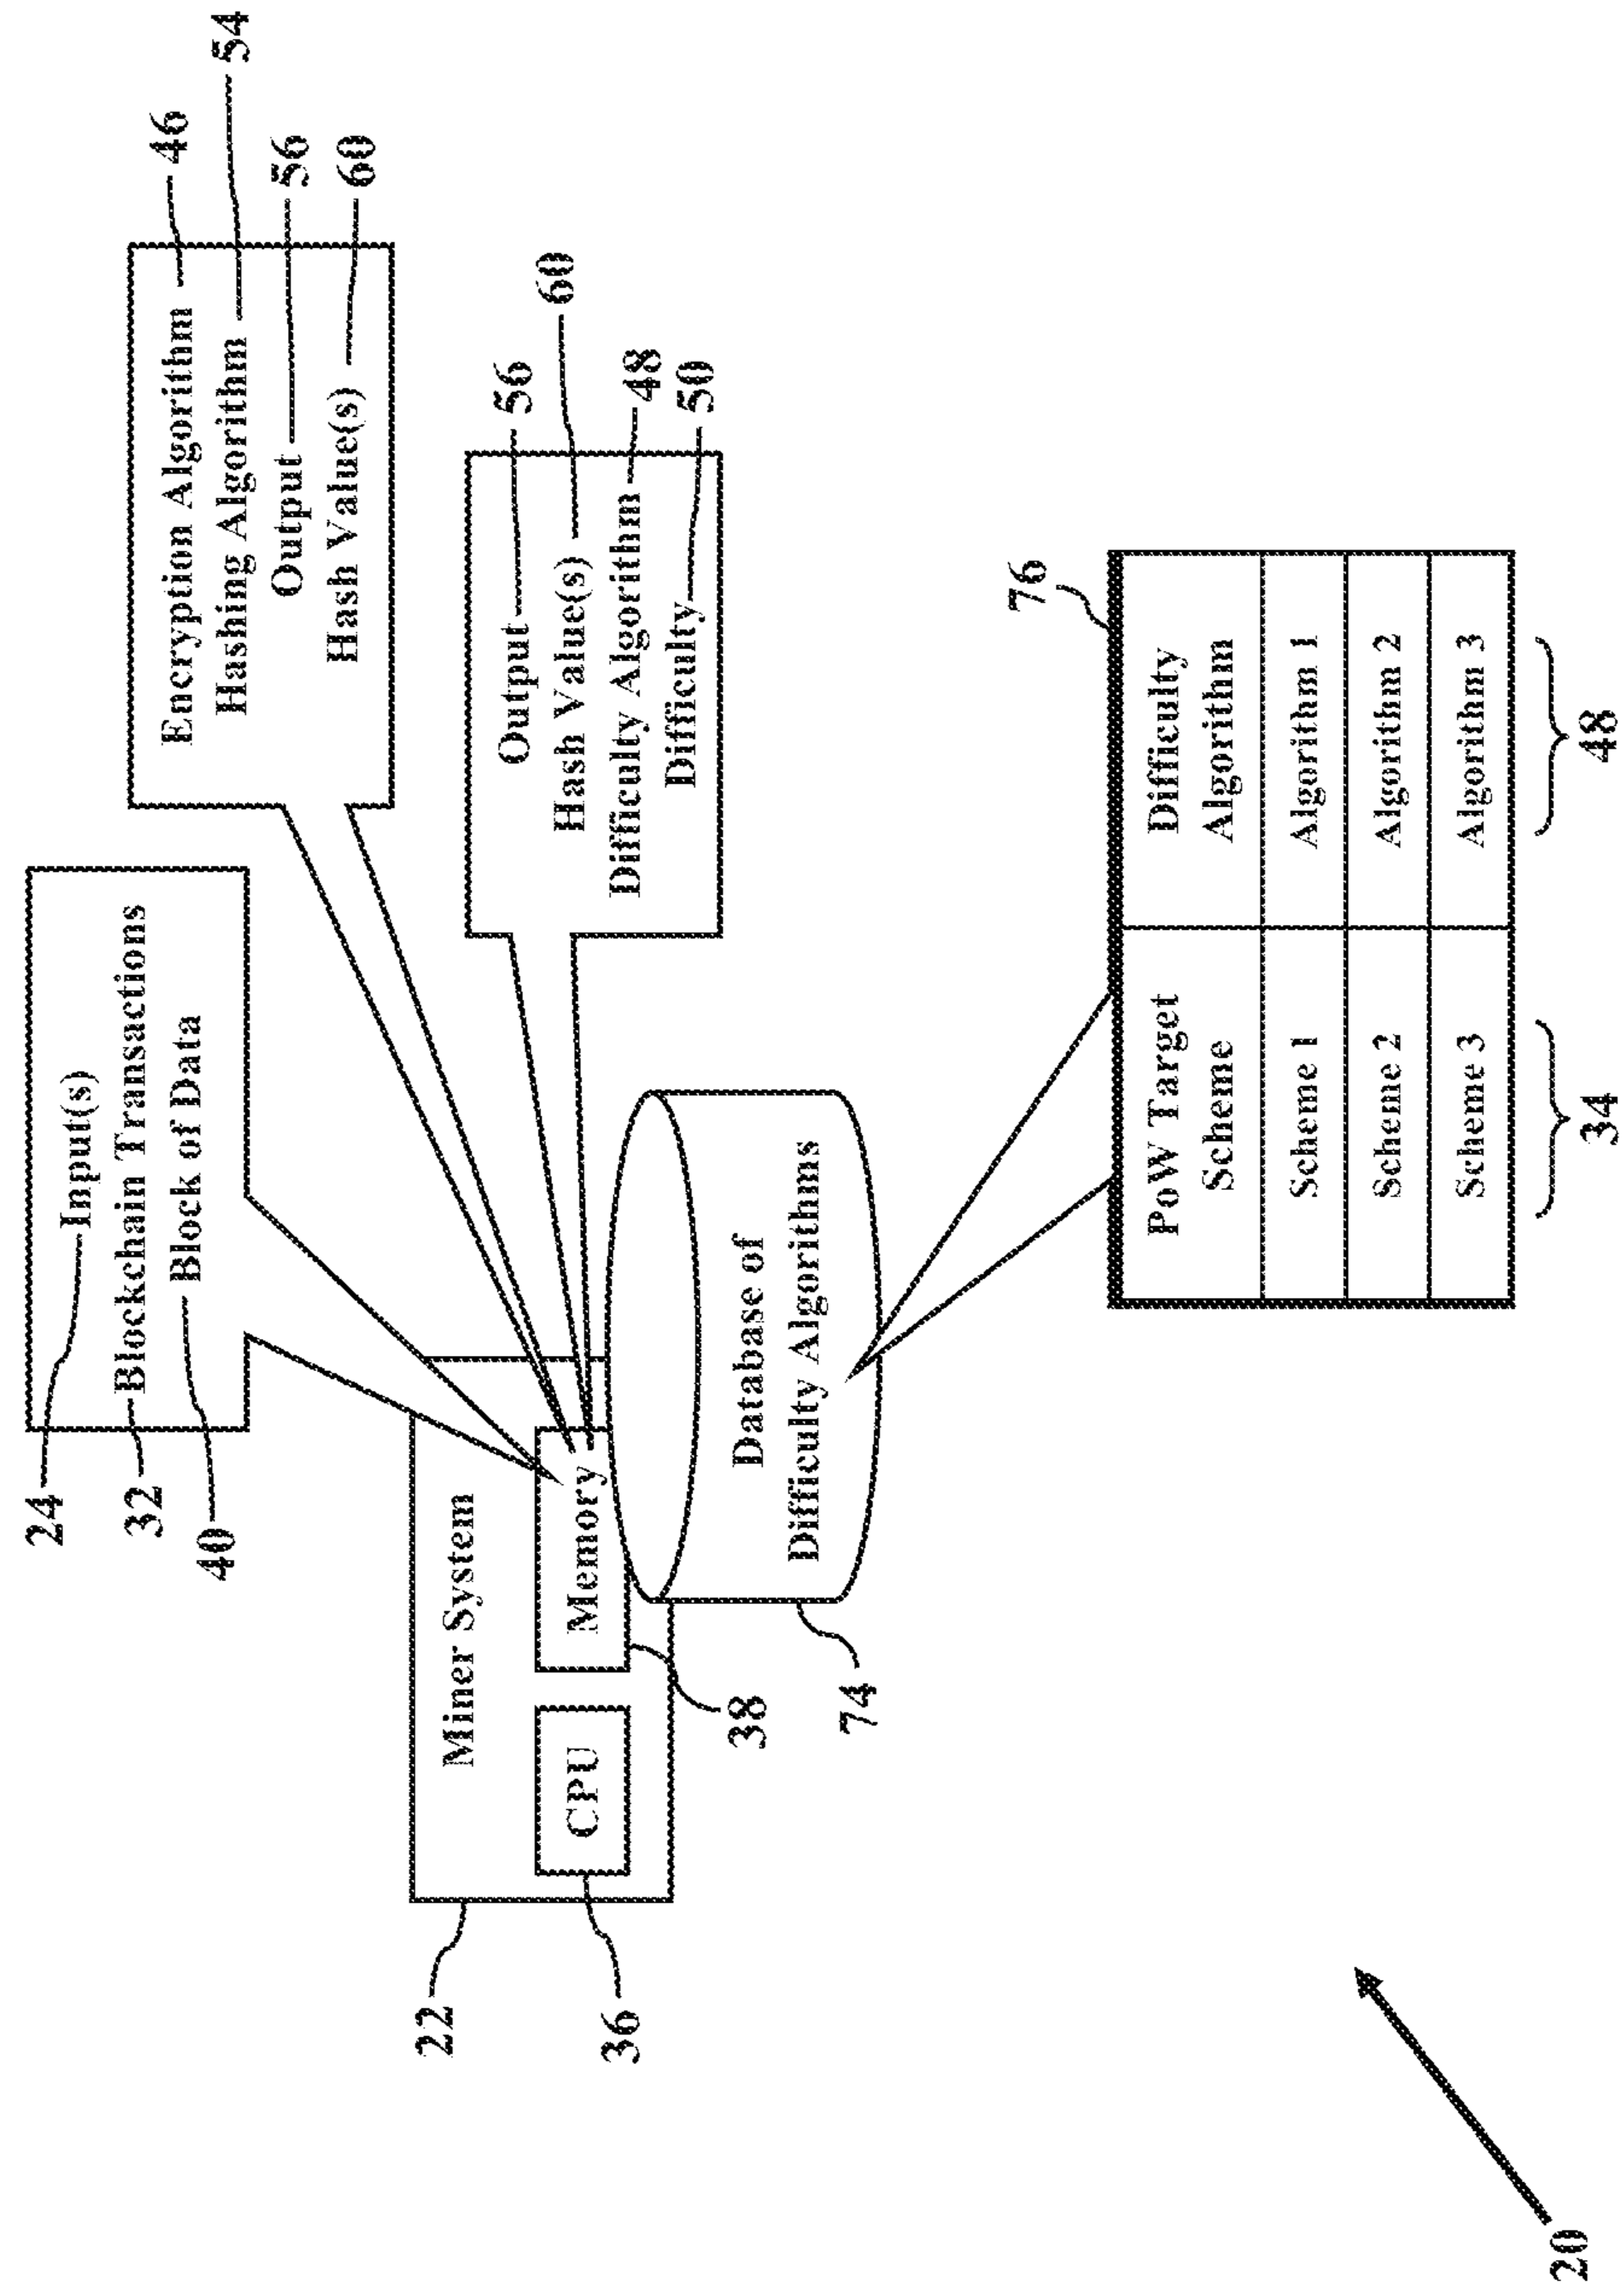 24 Input(s)
32 Blockchain Transactions
40 Block of Data
Encryption Algorithm 46
Hashing Algorithm 54
Output 56
Hash Value(s) 60
Output 56
Hash Value(s) 60
Difficulty Algorithm 48
Difficulty 50
22
Miner System
36
CPU
Memory
38
Database of
Difficulty Algorithms
74
76
PoW Target
Scheme
Difficulty
Algorithm
Scheme 1 Algorithm 1
Scheme 2 Algorithm 2
Scheme 3 Algorithm 3
34 48
20